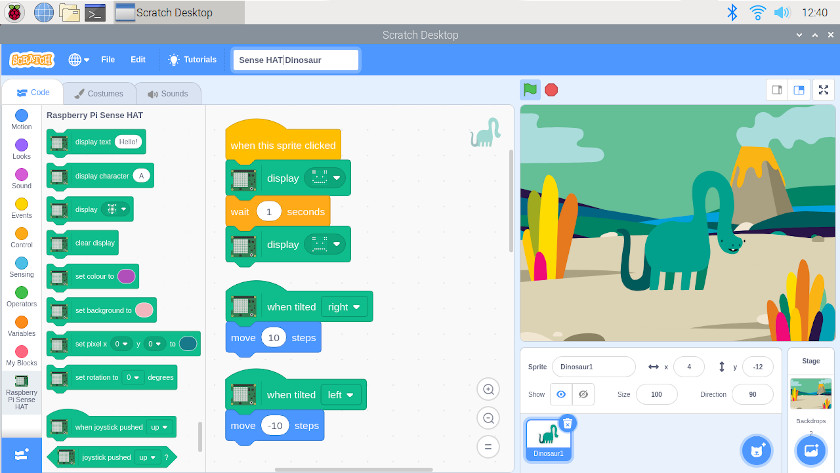 Scratch Desktop
12:40
Scratch Desktop
SCRATCH
File
Edit
Tutorials
Sense HAT Dinosaur
Code
Costumes
Sounds
Motion
Looks
Sound
Events
Control
Sensing
Operators
Variables
My Blocks
Raspberry
Pi Sense
HAT
Raspberry Pi Sense HAT
display text Hello!
display character A
display
clear display
set colour to
set background to
set pixel x 0 y 0 to
set rotation to 0 degrees
when joystick pushed up
joystick pushed up ?
when this sprite clicked
display
wait 1 seconds
display
when tilted right
move 10 steps
when tilted left
move -10 steps
Sprite Dinosaur1 x 4 y -12
Show Size 100 Direction 90
Dinosaur1
Stage
Backdrops